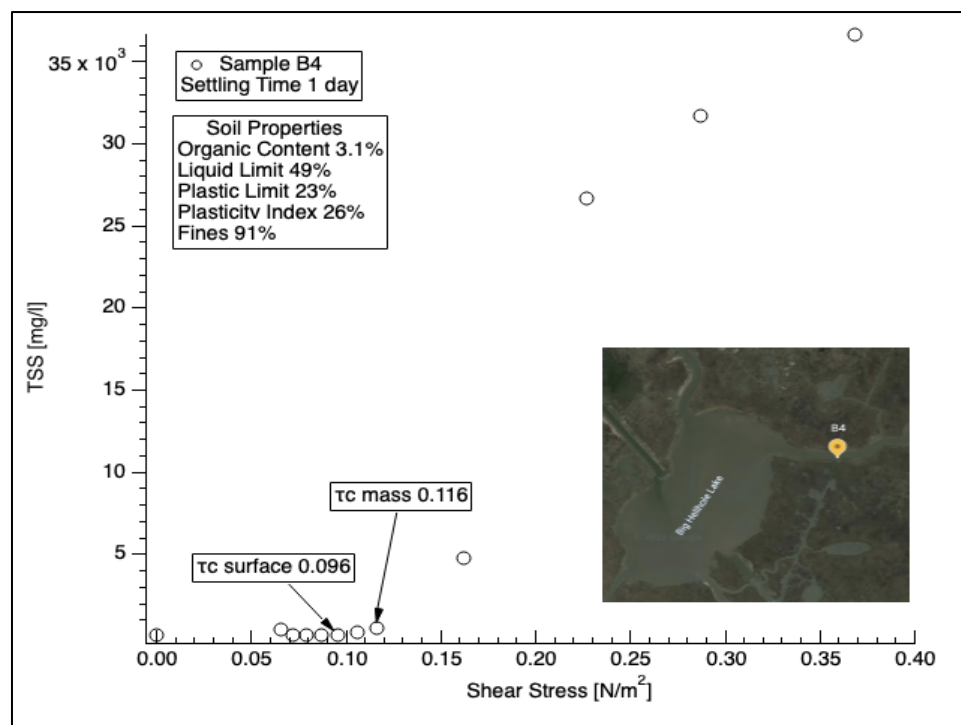 35 x 10³
30
25
20
15
10
5
TSS [mg/l]
Sample B4
Settling Time 1 day
Soil Properties
Organic Content 3.1%
Liquid Limit 49%
Plastic Limit 23%
Plasticitv Index 26%
Fines 91%
τc mass 0.116
τc surface 0.096
B4
Big Hellhole Lake
0.00
0.05
0.10
0.15
0.20
0.25
0.30
0.35
0.40
Shear Stress [N/m²]